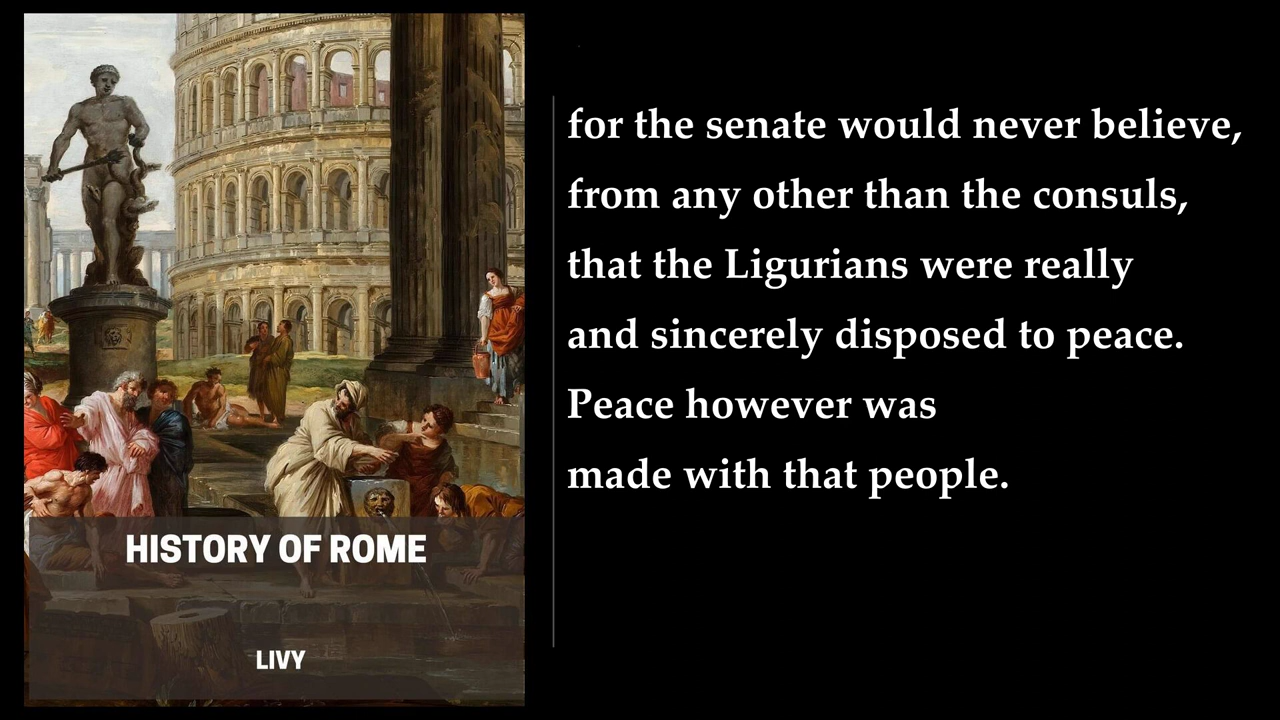 for the senate would never believe,
from any other than the consuls,
that the Ligurians were really
and sincerely disposed to peace.
Peace however was
made with that people.
HISTORY OF ROME
LIVY